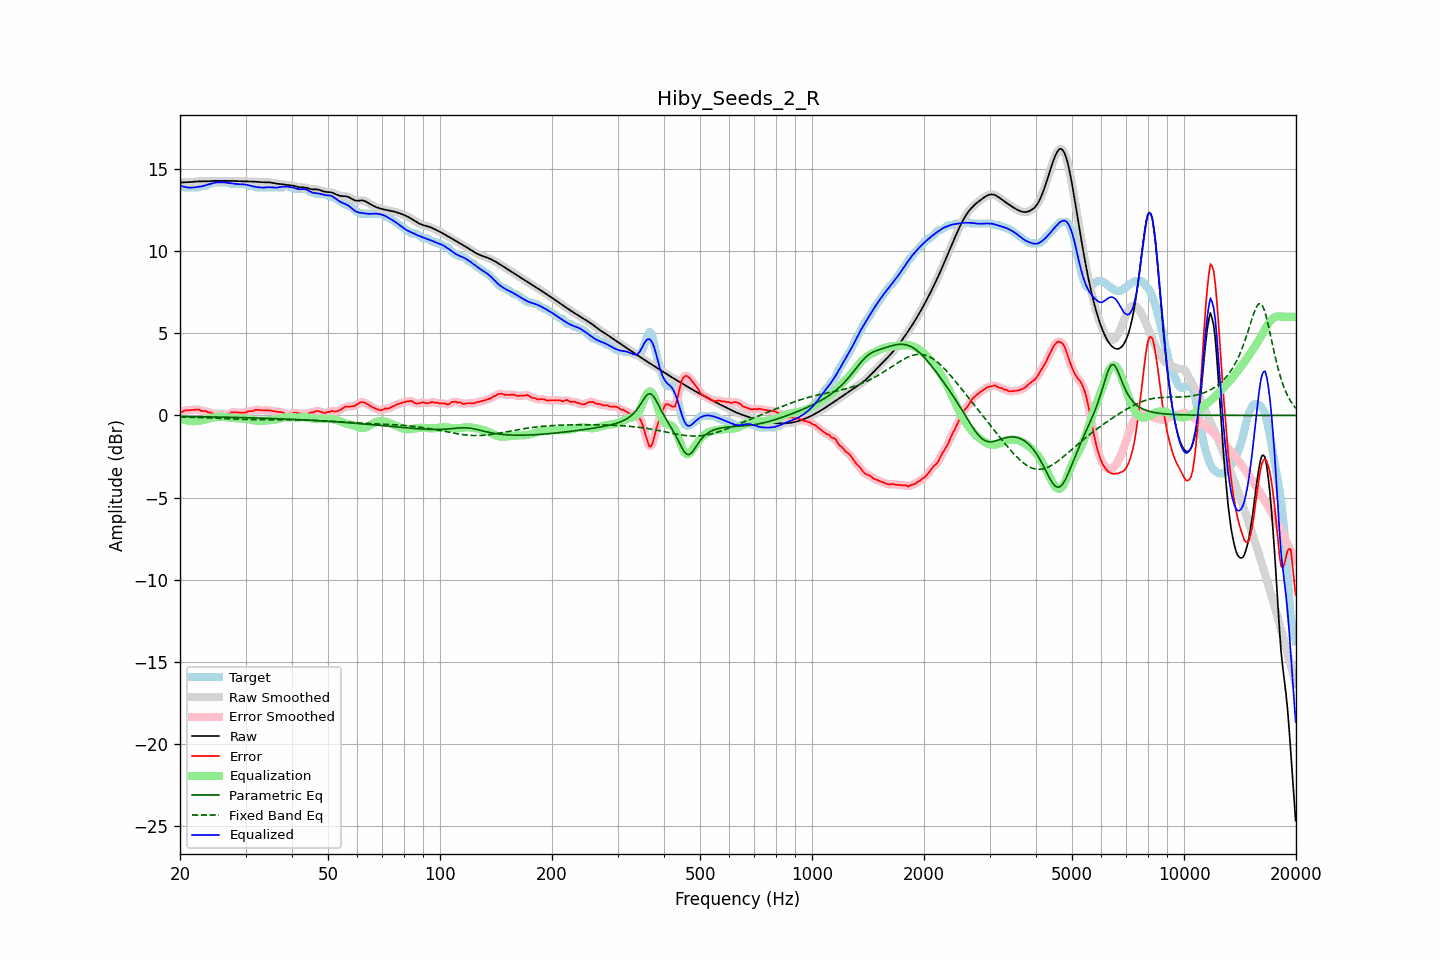 Hiby_Seeds_2_R
Amplitude (dBr)
15
10
5
0
−5
−10
−15
−20
−25
Target
Raw Smoothed
Error Smoothed
Raw
Error
Equalization
Parametric Eq
Fixed Band Eq
Equalized
20 50 100 200 500 1000 2000 5000 10000 20000
Frequency (Hz)